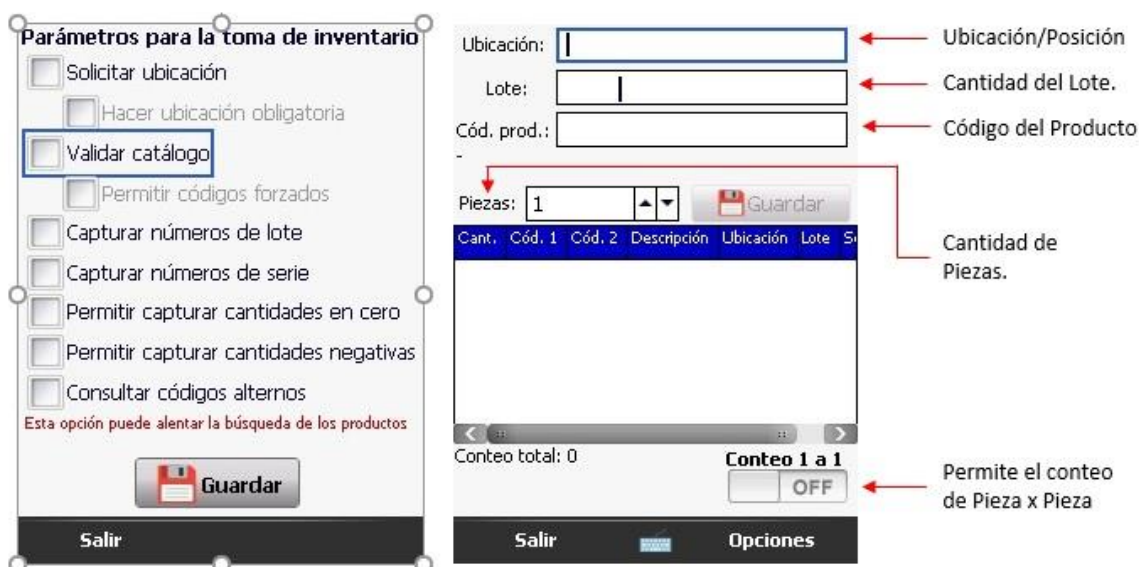 Parámetros para la toma de inventario
Solicitar ubicación
Hacer ubicación obligatoria
Validar catálogo
Permitir códigos forzados
Capturar números de lote
Capturar números de serie
Permitir capturar cantidades en cero
Permitir capturar cantidades negativas
Consultar códigos alternos
Esta opción puede alentar la búsqueda de los productos
Guardar
Salir
Ubicación:
Lote:
Cód. prod.:
-
Piezas: 1 Guardar
Cant. Cód. 1 Cód. 2 Descripción Ubicación Lote
Conteo total: 0
Conteo 1 a 1
OFF
Salir Opciones
Ubicación/Posición
Cantidad del Lote.
Código del Producto
Cantidad de
Piezas.
Permite el conteo
de Pieza x Pieza